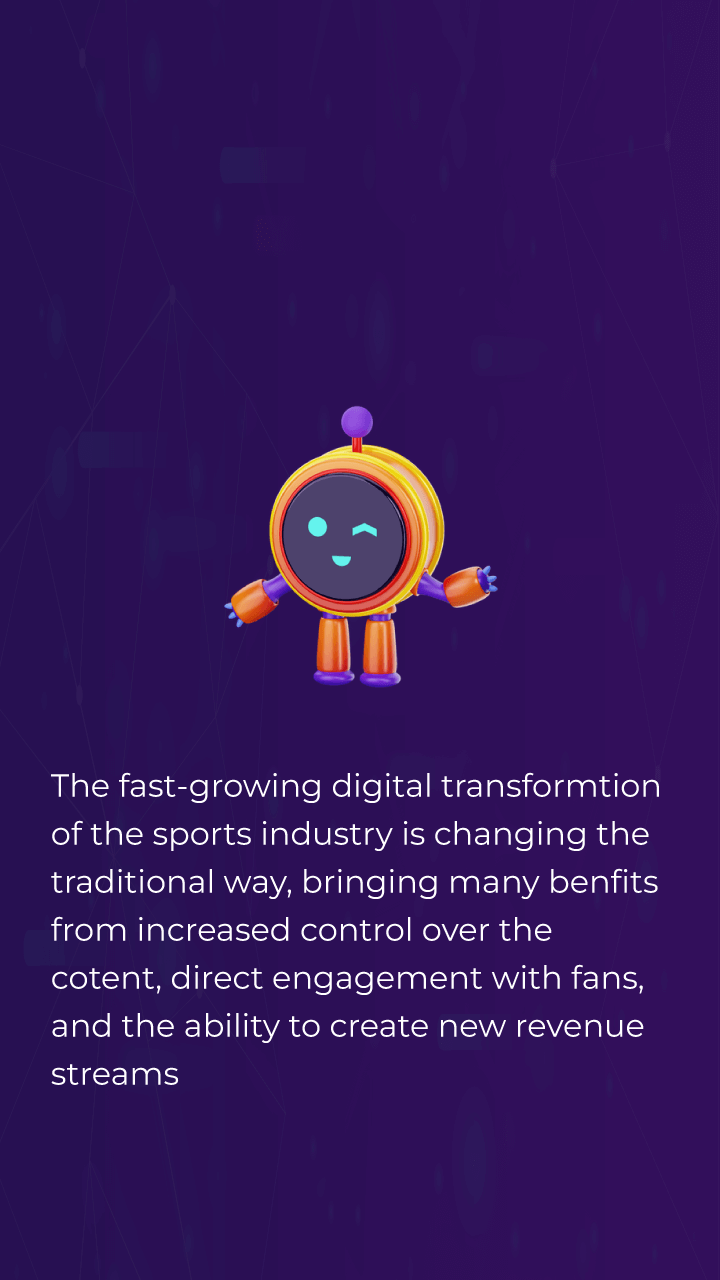 The fast-growing digital transformtion
of the sports industry is changing the
traditional way, bringing many benfits
from increased control over the
cotent, direct engagement with fans,
and the ability to create new revenue
streams